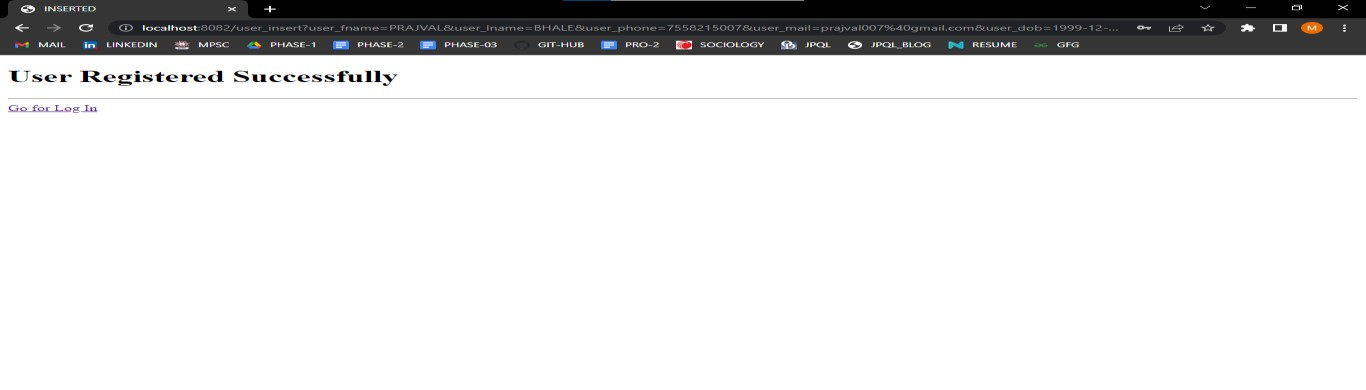 INSERTED
localhost:8082/user_insert?user_fname=PRAJVAL&user_lname=BHALE&user_phone=7558215007&user_mail=prajval007%40gmail.com&user_dob=1999-12-...
MAIL LINKEDIN MPSC PHASE-1 PHASE-2 PHASE-03 GIT-HUB PRO-2 SOCIOLOGY JPQL JPQL_BLOG RESUME GFG
User Registered Successfully
Go for Log In